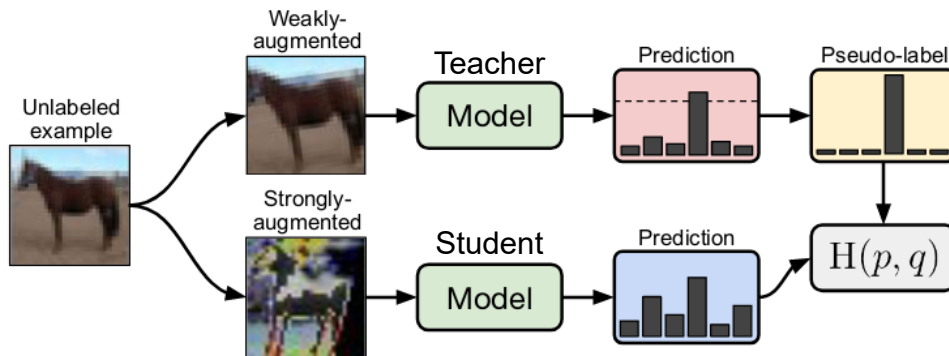 Weakly-
augmented
Teacher
Model
Prediction
Pseudo-label
Unlabeled
example
Strongly-
augmented
Student
Model
Prediction
H(p, q)